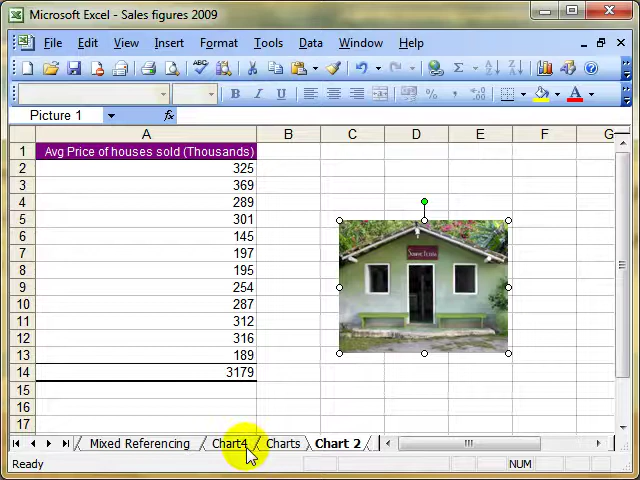 Microsoft Excel - Sales figures 2009
File Edit View Insert Format Tools Data Window Help
Picture 1 fx
A B C D E F G
1 Avg Price of houses sold (Thousands)
2 325
3 369
4 289
5 301
6 145
7 197
8 195
9 254
10 287
11 312
12 316
13 189
14 3179
15
16
17
Mixed Referencing Chart4 Charts Chart 2
Ready NUM